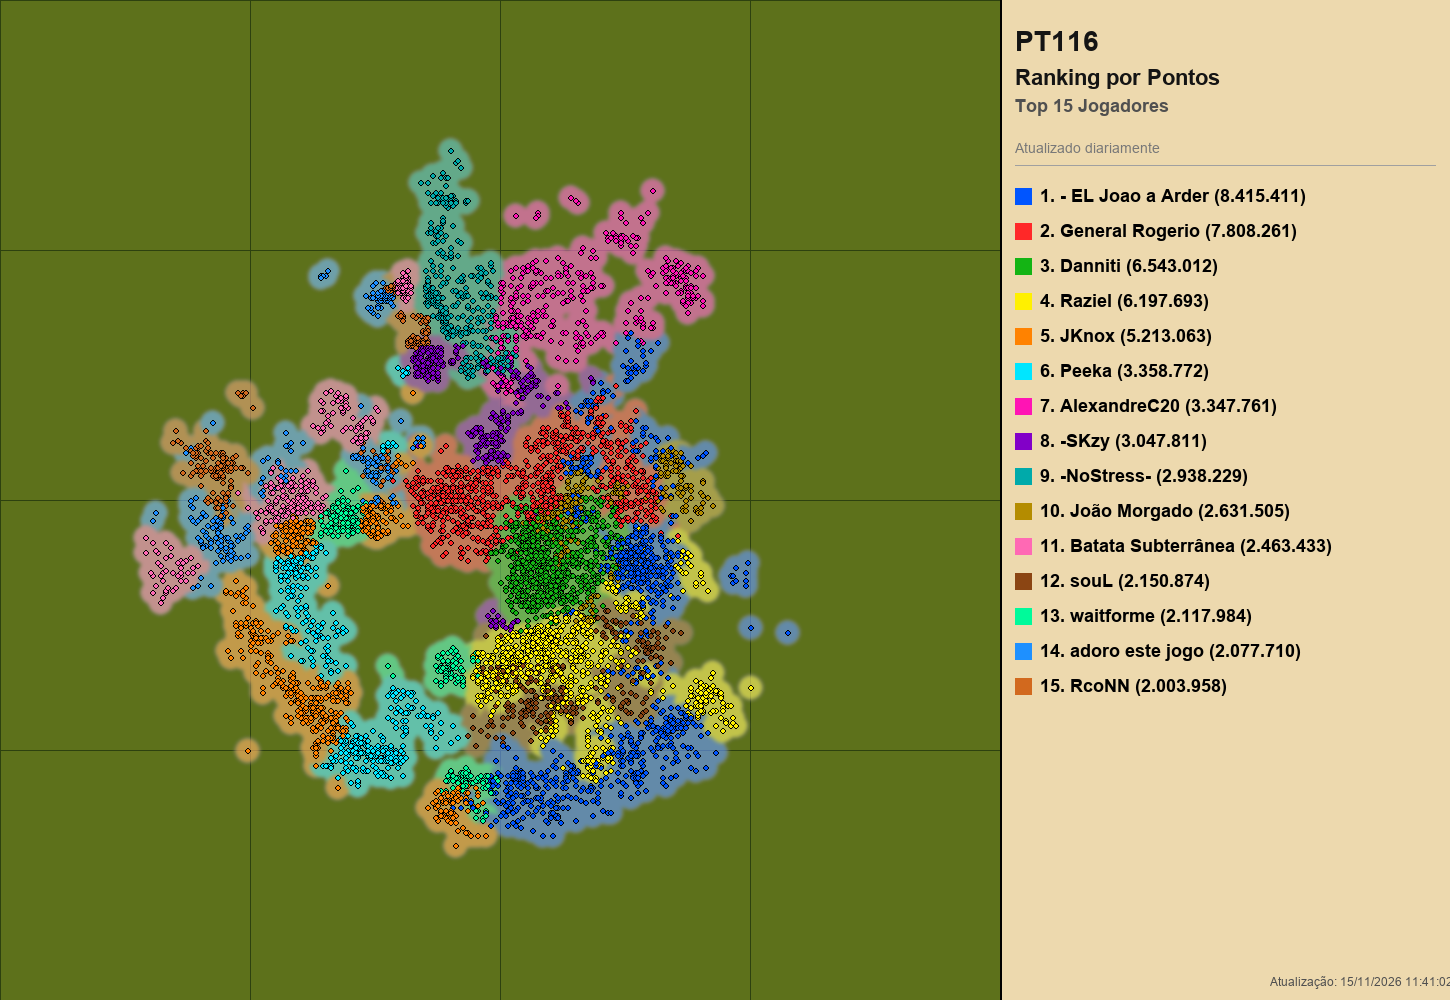 PT116
Ranking por Pontos
Top 15 Jogadores
Atualizado diariamente
1. - EL Joao a Arder (8.415.411)
2. General Rogerio (7.808.261)
3. Danniti (6.543.012)
4. Raziel (6.197.693)
5. JKnox (5.213.063)
6. Peeka (3.358.772)
7. AlexandreC20 (3.347.761)
8. -SKzy (3.047.811)
9. -NoStress- (2.938.229)
10. João Morgado (2.631.505)
11. Batata Subterrânea (2.463.433)
12. souL (2.150.874)
13. waitforme (2.117.984)
14. adoro este jogo (2.077.710)
15. RcoNN (2.003.958)
Atualização: 15/11/2026 11:41:02